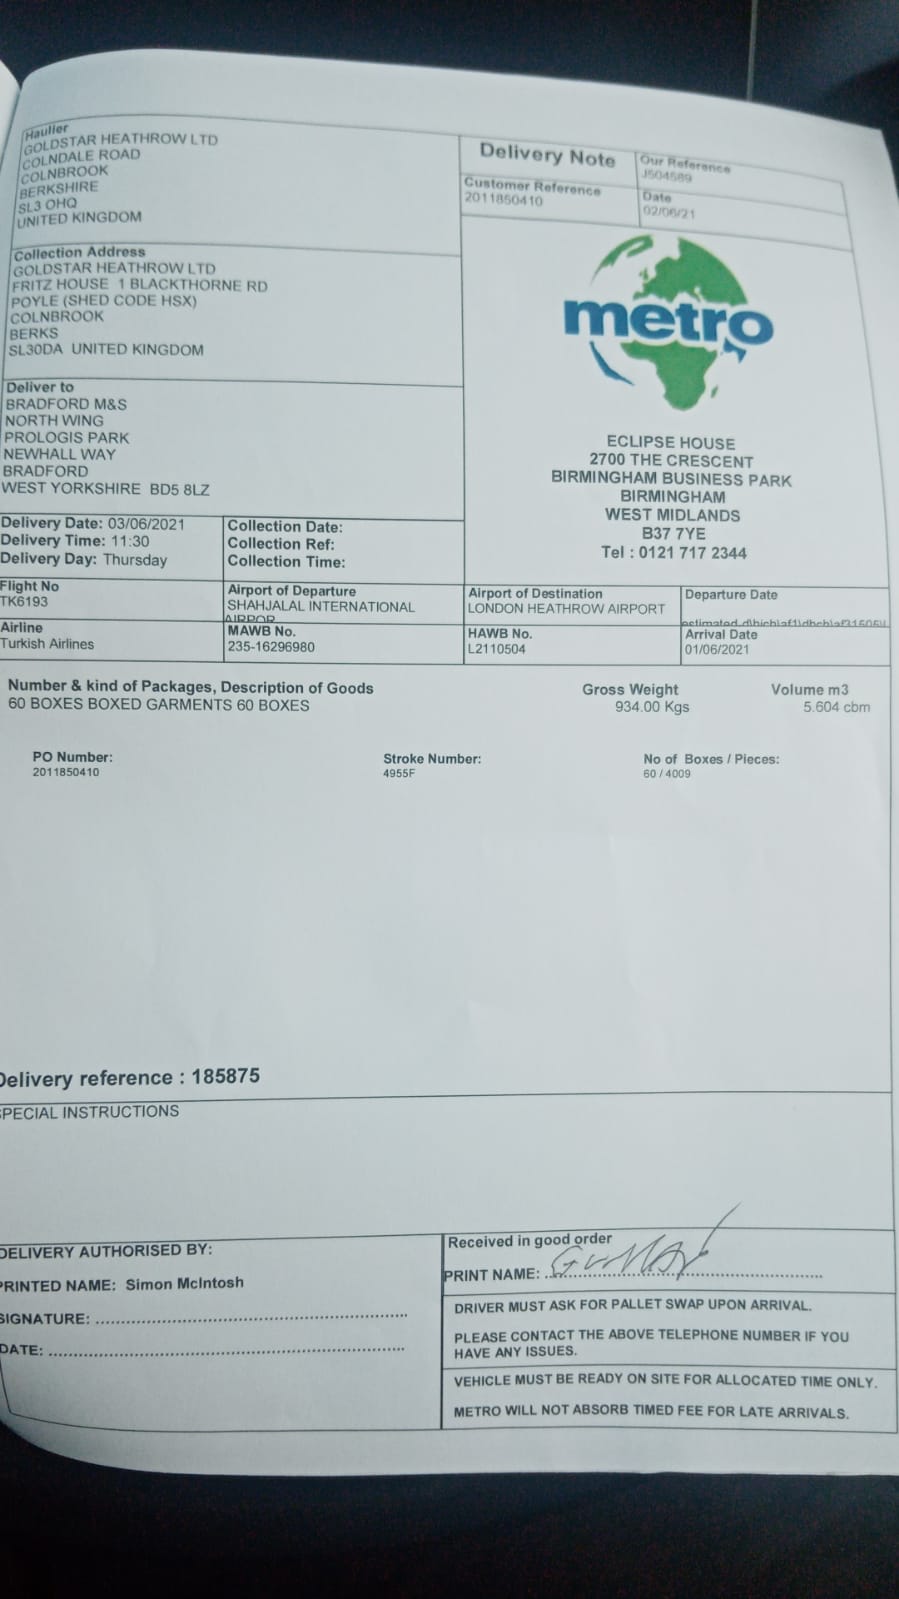 Haulier
GOLDSTAR HEATHROW LTD
COLNDALE ROAD
COLNBROOK
BERKSHIRE
SL3 OHQ
UNITED KINGDOM
Delivery Note
Our Reference
J504589
Customer Reference
2011850410
Date
02/06/21
Collection Address
GOLDSTAR HEATHROW LTD
FRITZ HOUSE 1 BLACKTHORNE RD
POYLE (SHED CODE HSX)
COLNBROOK
BERKS
SL30DA UNITED KINGDOM
metro
Deliver to
BRADFORD M&S
NORTH WING
PROLOGIS PARK
NEWHALL WAY
BRADFORD
WEST YORKSHIRE BD5 8LZ
ECLIPSE HOUSE
2700 THE CRESCENT
BIRMINGHAM BUSINESS PARK
BIRMINGHAM
WEST MIDLANDS
B37 7YE
Tel : 0121 717 2344
Delivery Date: 03/06/2021
Delivery Time: 11:30
Delivery Day: Thursday
Collection Date:
Collection Ref:
Collection Time:
Flight No
TK6193
Airport of Departure
SHAHJALAL INTERNATIONAL
AIRPOR
Airport of Destination
LONDON HEATHROW AIRPORT
Departure Date
Airline
Turkish Airlines
MAWB No.
235-16296980
HAWB No.
L2110504
Arrival Date
01/06/2021
Number & kind of Packages, Description of Goods
60 BOXES BOXED GARMENTS 60 BOXES
Gross Weight
934.00 Kgs
Volume m3
5.604 cbm
PO Number:
2011850410
Stroke Number:
4955F
No of Boxes / Pieces:
60 / 4009
Delivery reference : 185875
SPECIAL INSTRUCTIONS
DELIVERY AUTHORISED BY:
PRINTED NAME: Simon McIntosh
SIGNATURE:
DATE:
Received in good order
PRINT NAME:
DRIVER MUST ASK FOR PALLET SWAP UPON ARRIVAL.
PLEASE CONTACT THE ABOVE TELEPHONE NUMBER IF YOU
HAVE ANY ISSUES.
VEHICLE MUST BE READY ON SITE FOR ALLOCATED TIME ONLY.
METRO WILL NOT ABSORB TIMED FEE FOR LATE ARRIVALS.